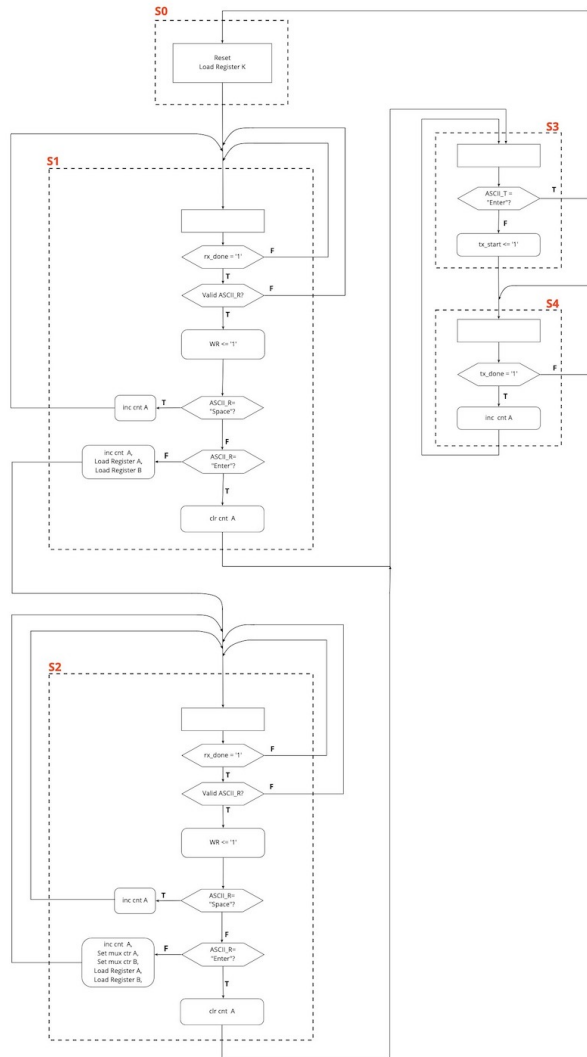 S0
Reset
Load Register K
S1
rx_done = '1'
F
T
Valid ASCII_R?
F
T
WR <= '1'
inc cnt A
T
ASCII_R=
"Space"?
F
inc cnt A,
Load Register A,
Load Register B
F
ASCII_R=
"Enter"?
T
clr cnt A
S2
rx_done = '1'
F
T
Valid ASCII_R?
F
T
WR <= '1'
inc cnt A
T
ASCII_R=
"Space"?
F
inc cnt A,
Set mux ctr A,
Set mux ctr B,
Load Register A,
Load Register B,
F
ASCII_R=
"Enter"?
T
clr cnt A
S3
ASCII_T =
"Enter"?
T
F
tx_start <= '1'
S4
tx_done = '1'
F
T
inc cnt A